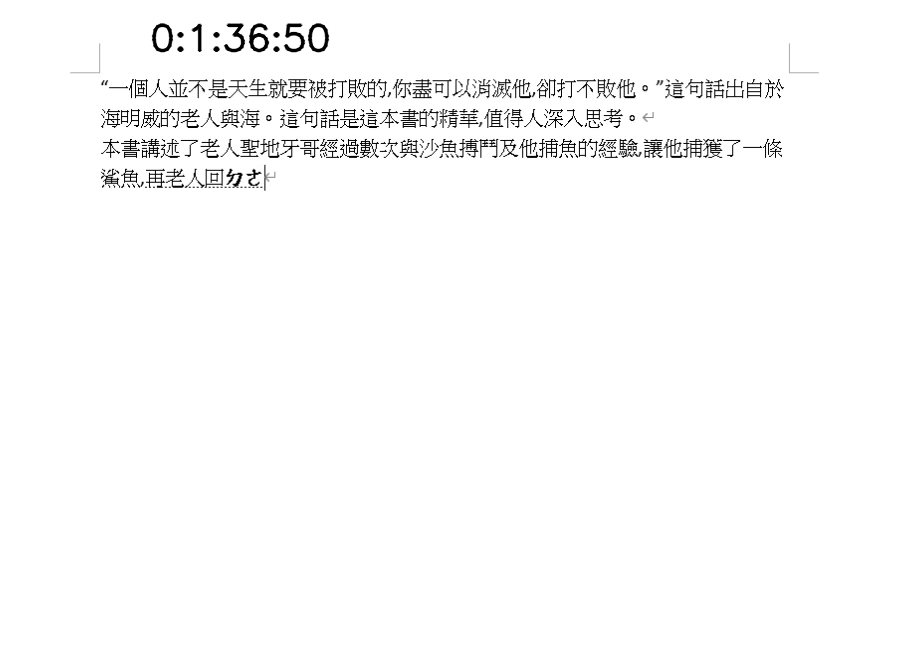 0:1:36:50
“一個人並不是天生就要被打敗的,你盡可以消滅他,卻打不敗他。”這句話出自於
海明威的老人與海。這句話是這本書的精華,值得人深入思考。
本書講述了老人聖地牙哥經過數次與沙魚搏鬥及他捕魚的經驗,讓他捕獲了一條
鯊魚,再老人回ㄉㄜ